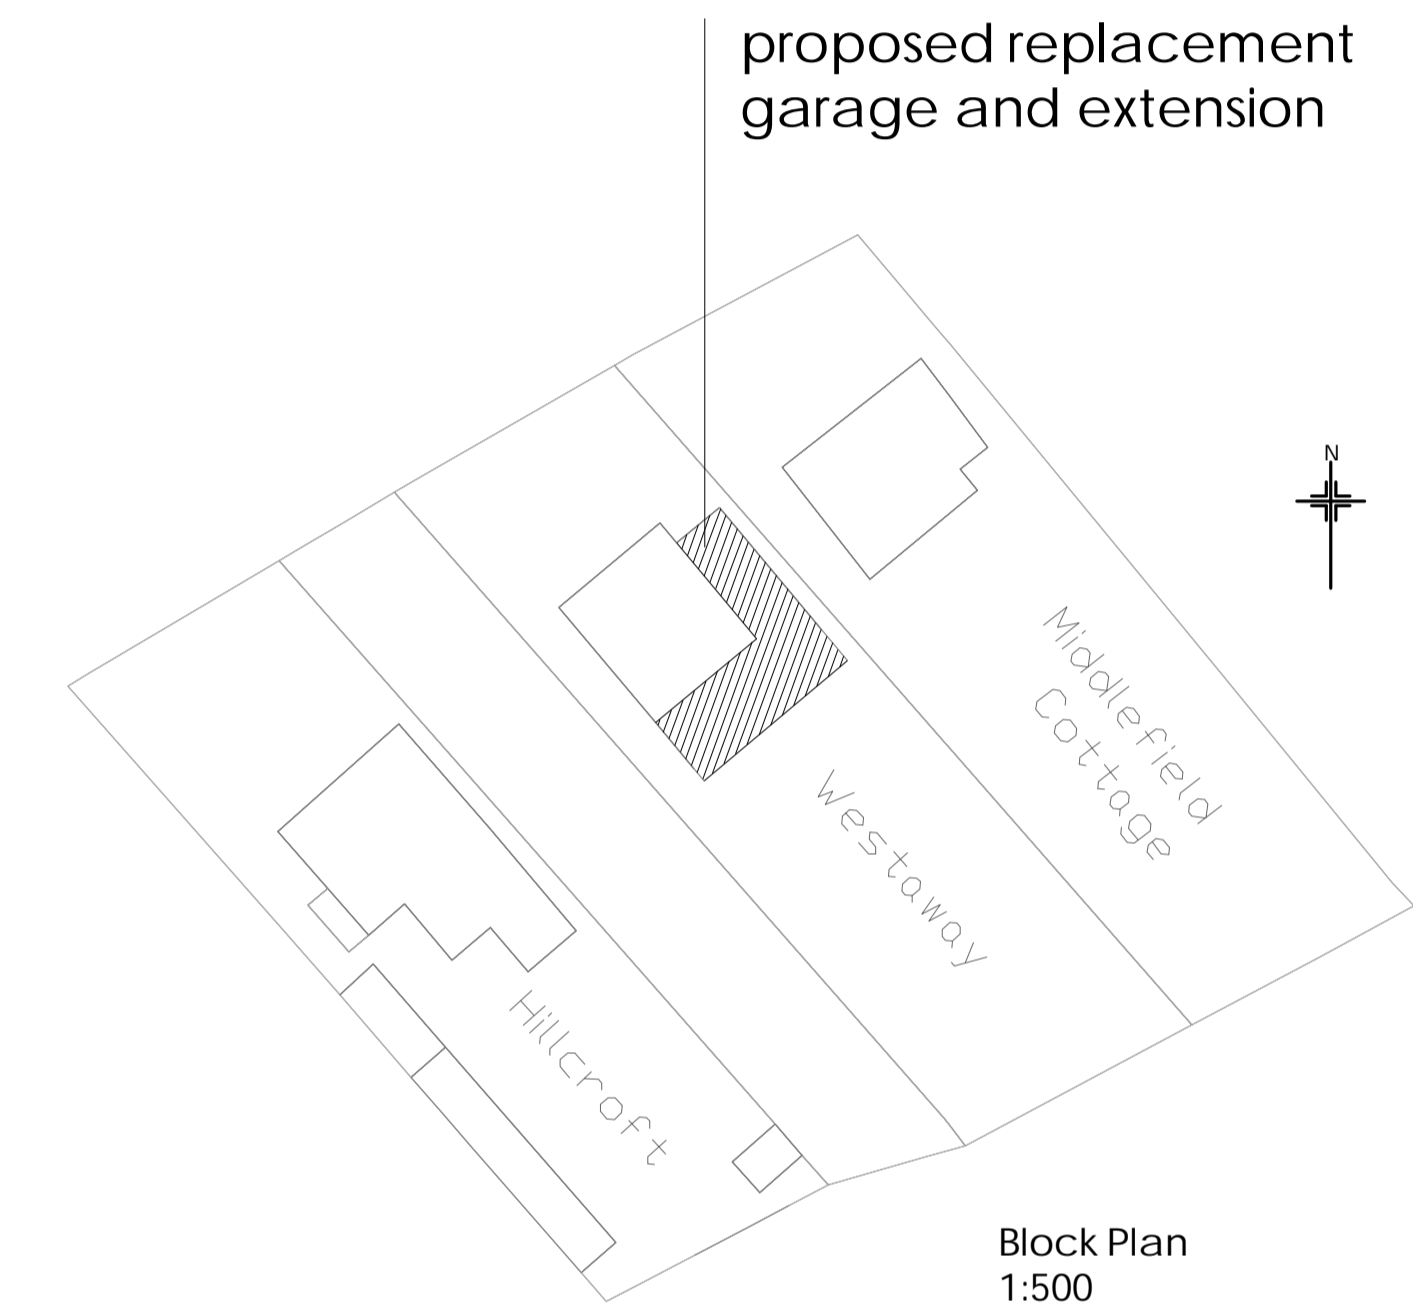 proposed replacement
garage and extension
N
Middlefield
Cottage
Westaway
Hillcroft
Block Plan
1:500